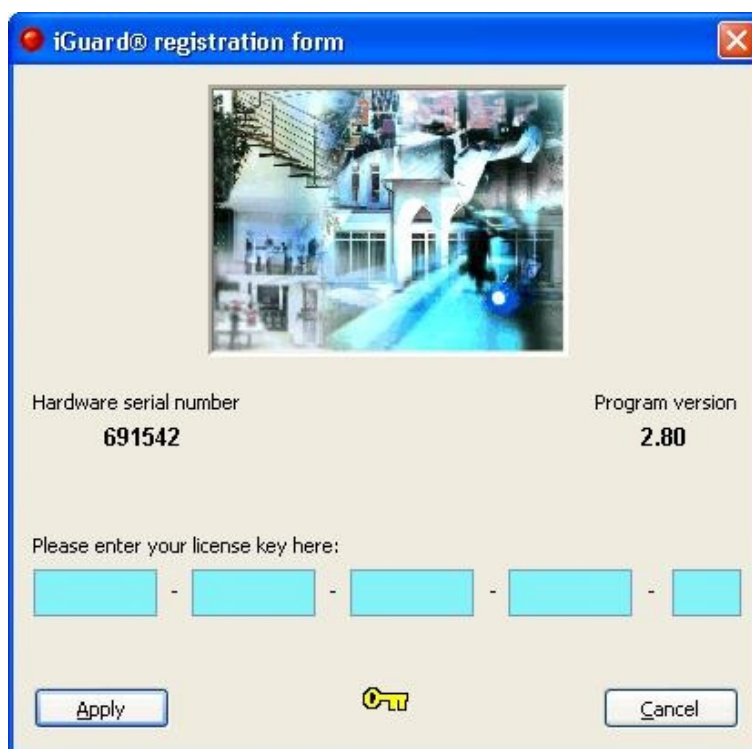 iGuard® registration form
Hardware serial number
Program version
691542
2.80
Please enter your license key here:
- - - -
Apply
Cancel